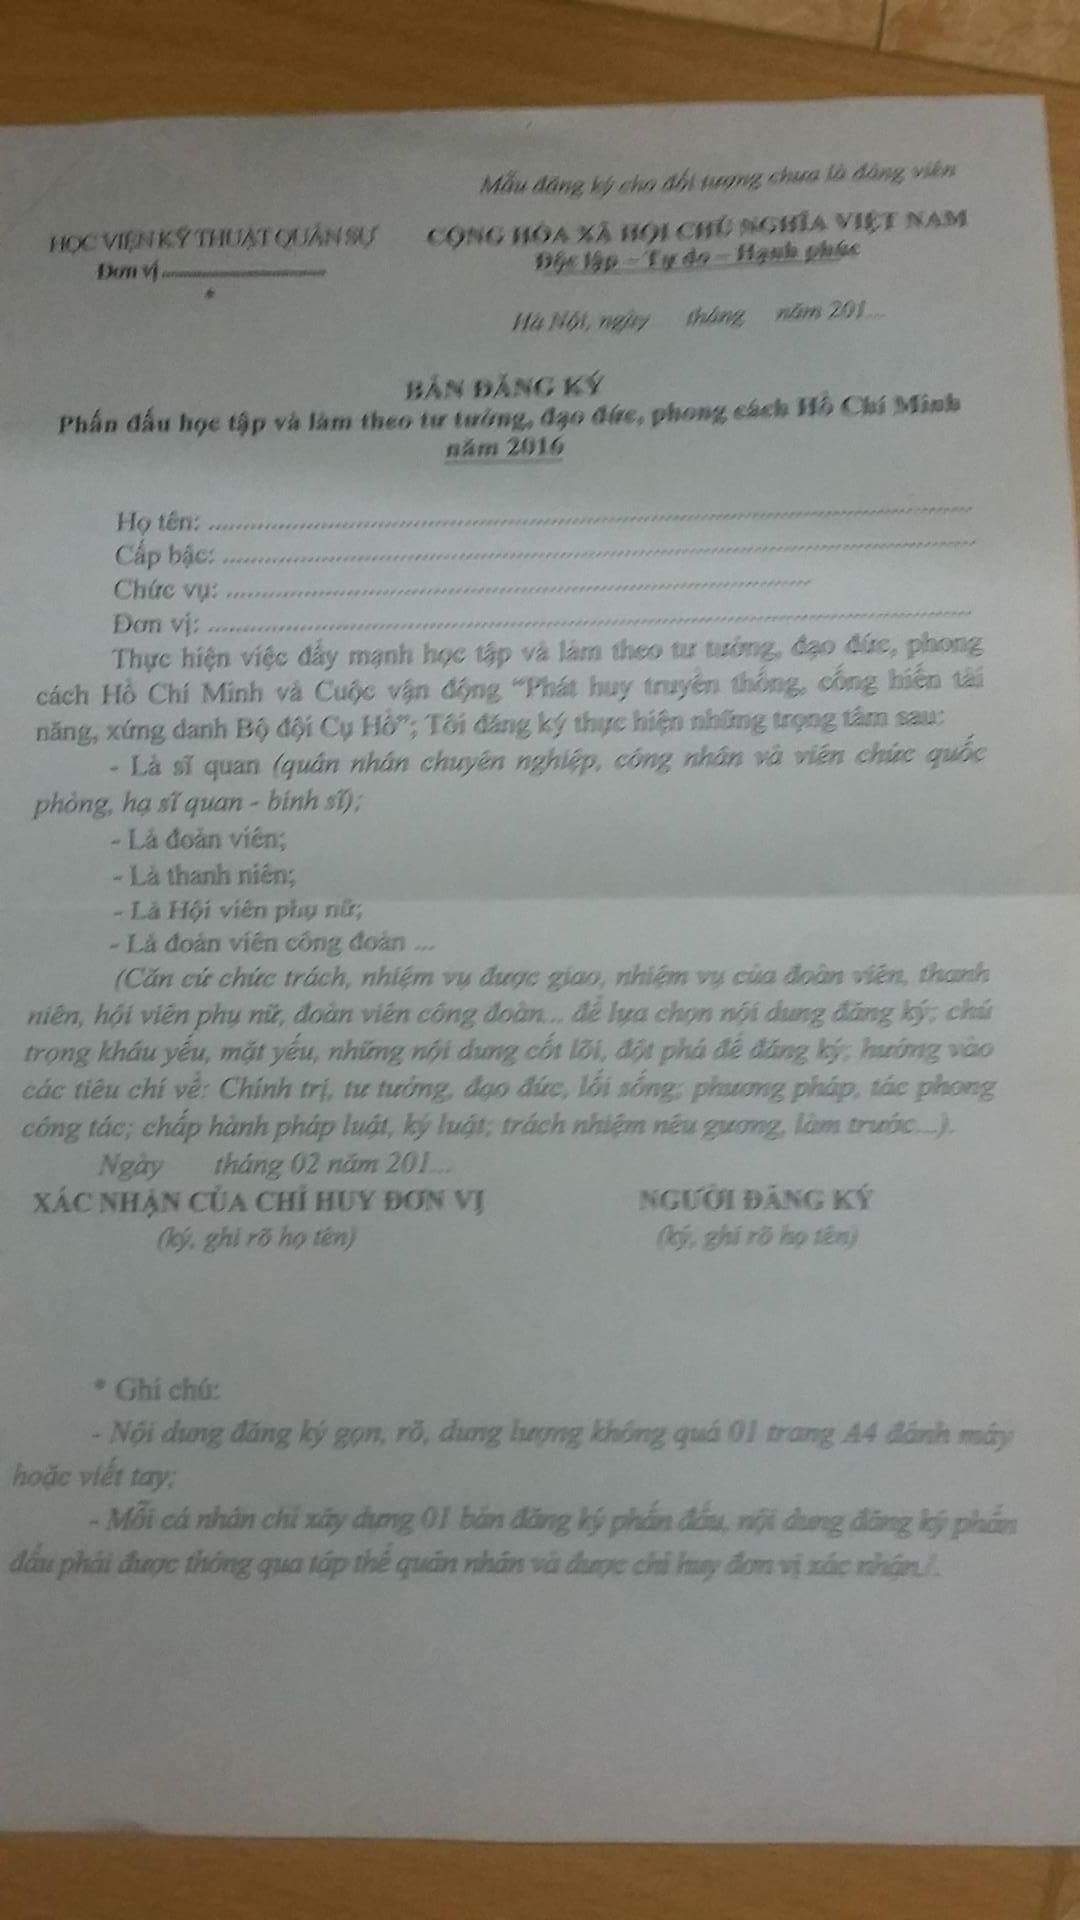 Mẫu đăng ký cho đối tượng chưa là đảng viên
HỌC VIỆN KỸ THUẬT QUÂN SỰ
CỘNG HÒA XÃ HỘI CHỦ NGHĨA VIỆT NAM
Đơn vị
Độc lập – Tự do – Hạnh phúc
*
Hà Nội, ngày tháng năm 201...
BẢN ĐĂNG KÝ
Phấn đấu học tập và làm theo tư tưởng, đạo đức, phong cách Hồ Chí Minh
năm 2016
Họ tên:
Cấp bậc:
Chức vụ:
Đơn vị:
Thực hiện việc đẩy mạnh học tập và làm theo tư tưởng, đạo đức, phong
cách Hồ Chí Minh và Cuộc vận động “Phát huy truyền thống, cống hiến tài
năng, xứng danh Bộ đội Cụ Hồ”; Tôi đăng ký thực hiện những trọng tâm sau:
- Là sĩ quan (quân nhân chuyên nghiệp, công nhân và viên chức quốc
phòng, hạ sĩ quan - binh sĩ);
- Là đoàn viên;
- Là thanh niên;
- Là Hội viên phụ nữ;
- Là đoàn viên công đoàn ...
(Căn cứ chức trách, nhiệm vụ được giao, nhiệm vụ của đoàn viên, thanh
niên, hội viên phụ nữ, đoàn viên công đoàn... để lựa chọn nội dung đăng ký; chú
trọng khâu yếu, mặt yếu, những nội dung cốt lõi, đột phá để đăng ký; hướng vào
các tiêu chí về: Chính trị, tư tưởng, đạo đức, lối sống; phương pháp, tác phong
công tác; chấp hành pháp luật, kỷ luật; trách nhiệm nêu gương, làm trước...).
Ngày tháng 02 năm 201...
XÁC NHẬN CỦA CHỈ HUY ĐƠN VỊ
NGƯỜI ĐĂNG KÝ
(ký, ghi rõ họ tên)
(ký, ghi rõ họ tên)
* Ghi chú:
- Nội dung đăng ký gọn, rõ, dung lượng không quá 01 trang A4 đánh máy
hoặc viết tay;
- Mỗi cá nhân chỉ xây dựng 01 bản đăng ký phấn đấu, nội dung đăng ký phấn
đấu phải được thông qua tập thể quân nhân và được chỉ huy đơn vị xác nhận./.